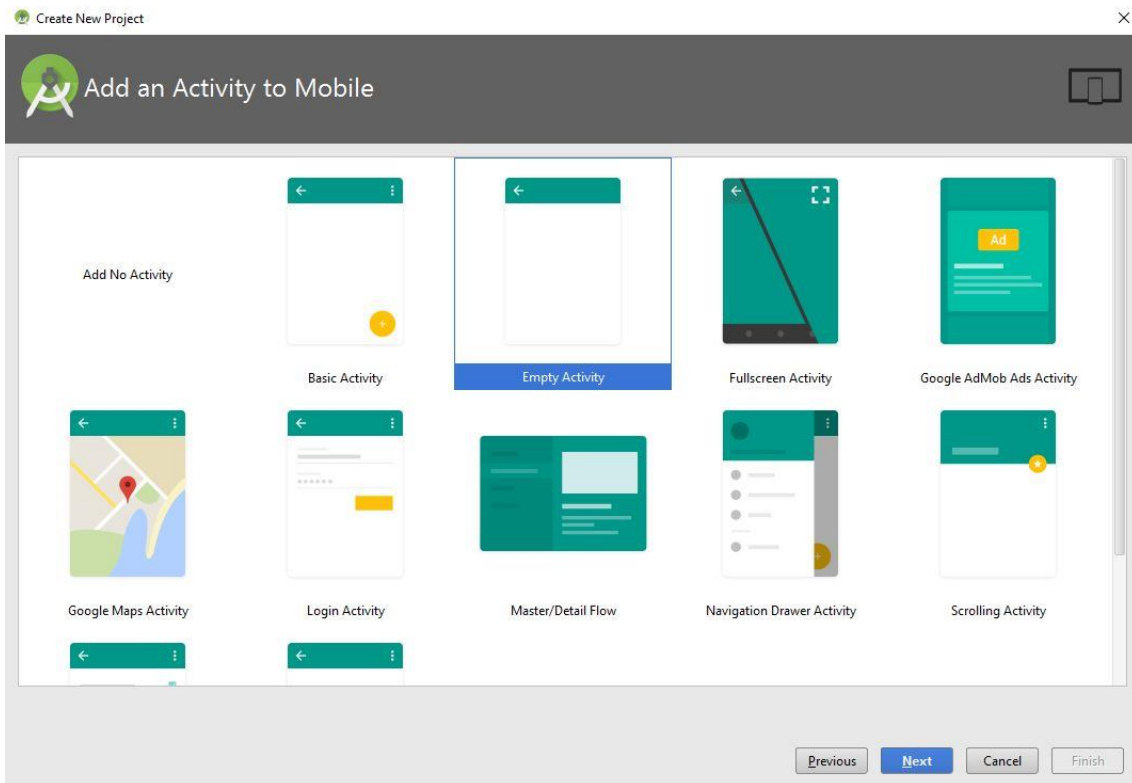 Create New Project
Add an Activity to Mobile
Add No Activity
Basic Activity
Empty Activity
Fullscreen Activity
Ad
Google AdMob Ads Activity
Google Maps Activity
Login Activity
Master/Detail Flow
Navigation Drawer Activity
Scrolling Activity
Previous
Next
Cancel
Finish